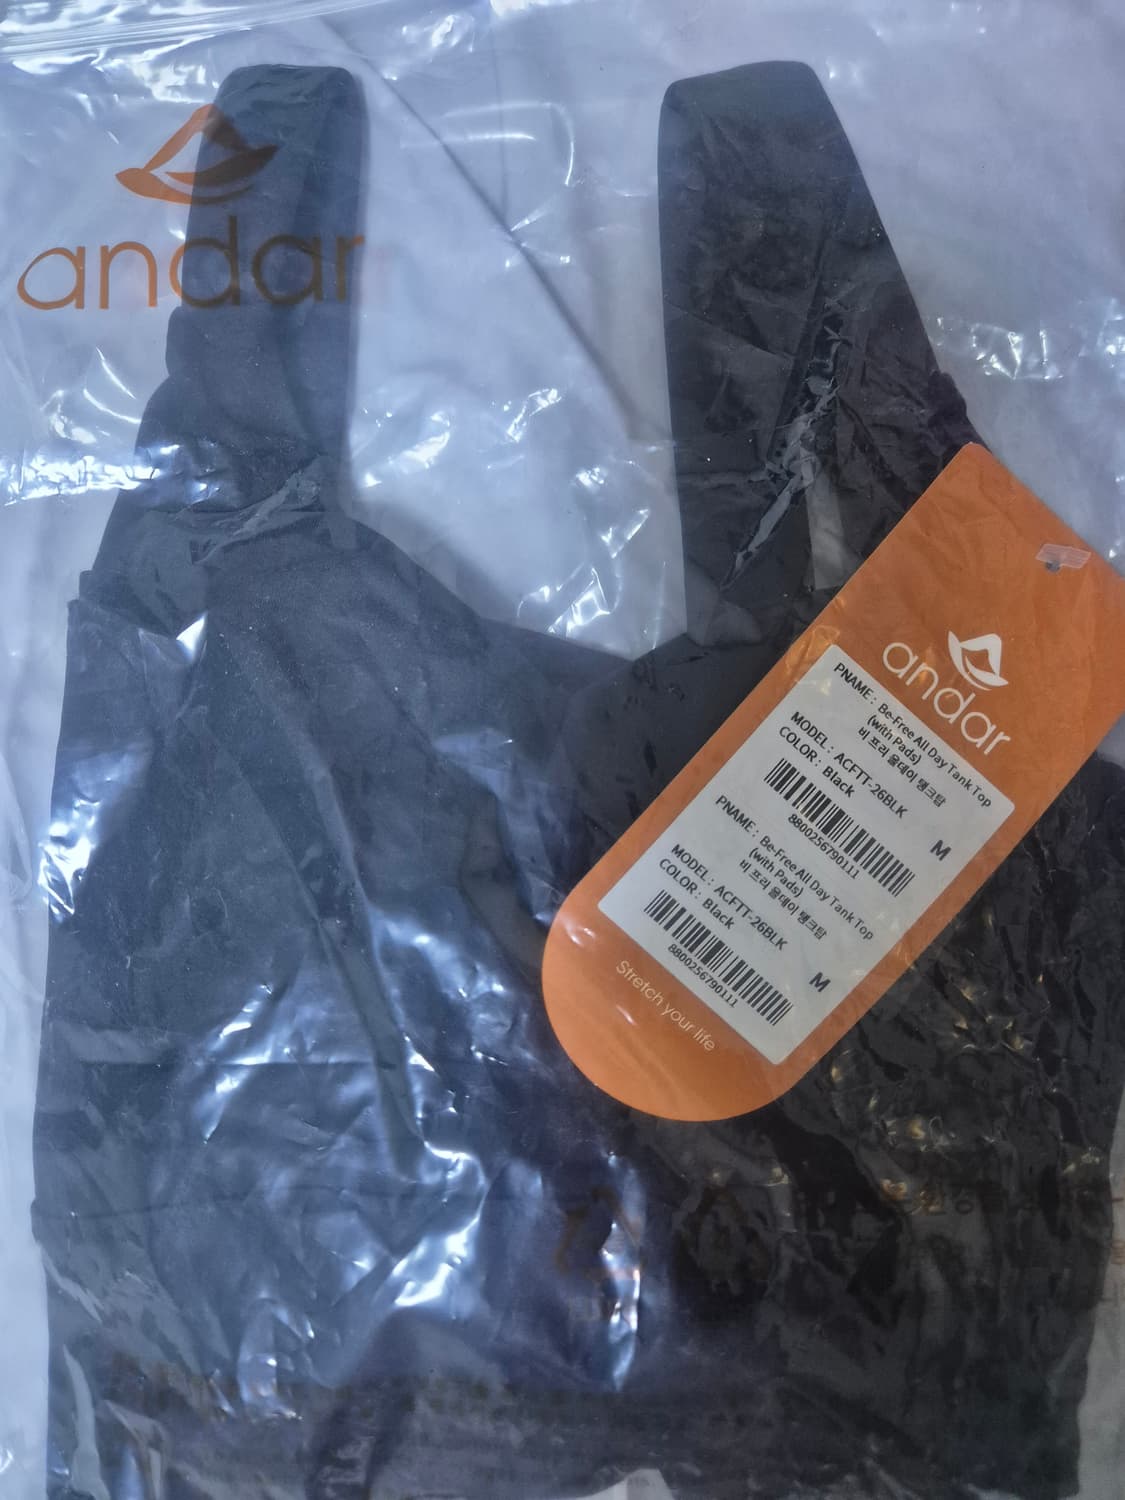 andar
andar
PNAME : Be-Free All Day Tank Top
(with Pads)
비 프리 올데이 탱크탑
MODEL : ACFTT-26BLK
COLOR : Black
M
8800256790111
PNAME : Be-Free All Day Tank Top
(with Pads)
비 프리 올데이 탱크탑
MODEL : ACFTT-26BLK
COLOR : Black
M
8800256790111
Stretch your life